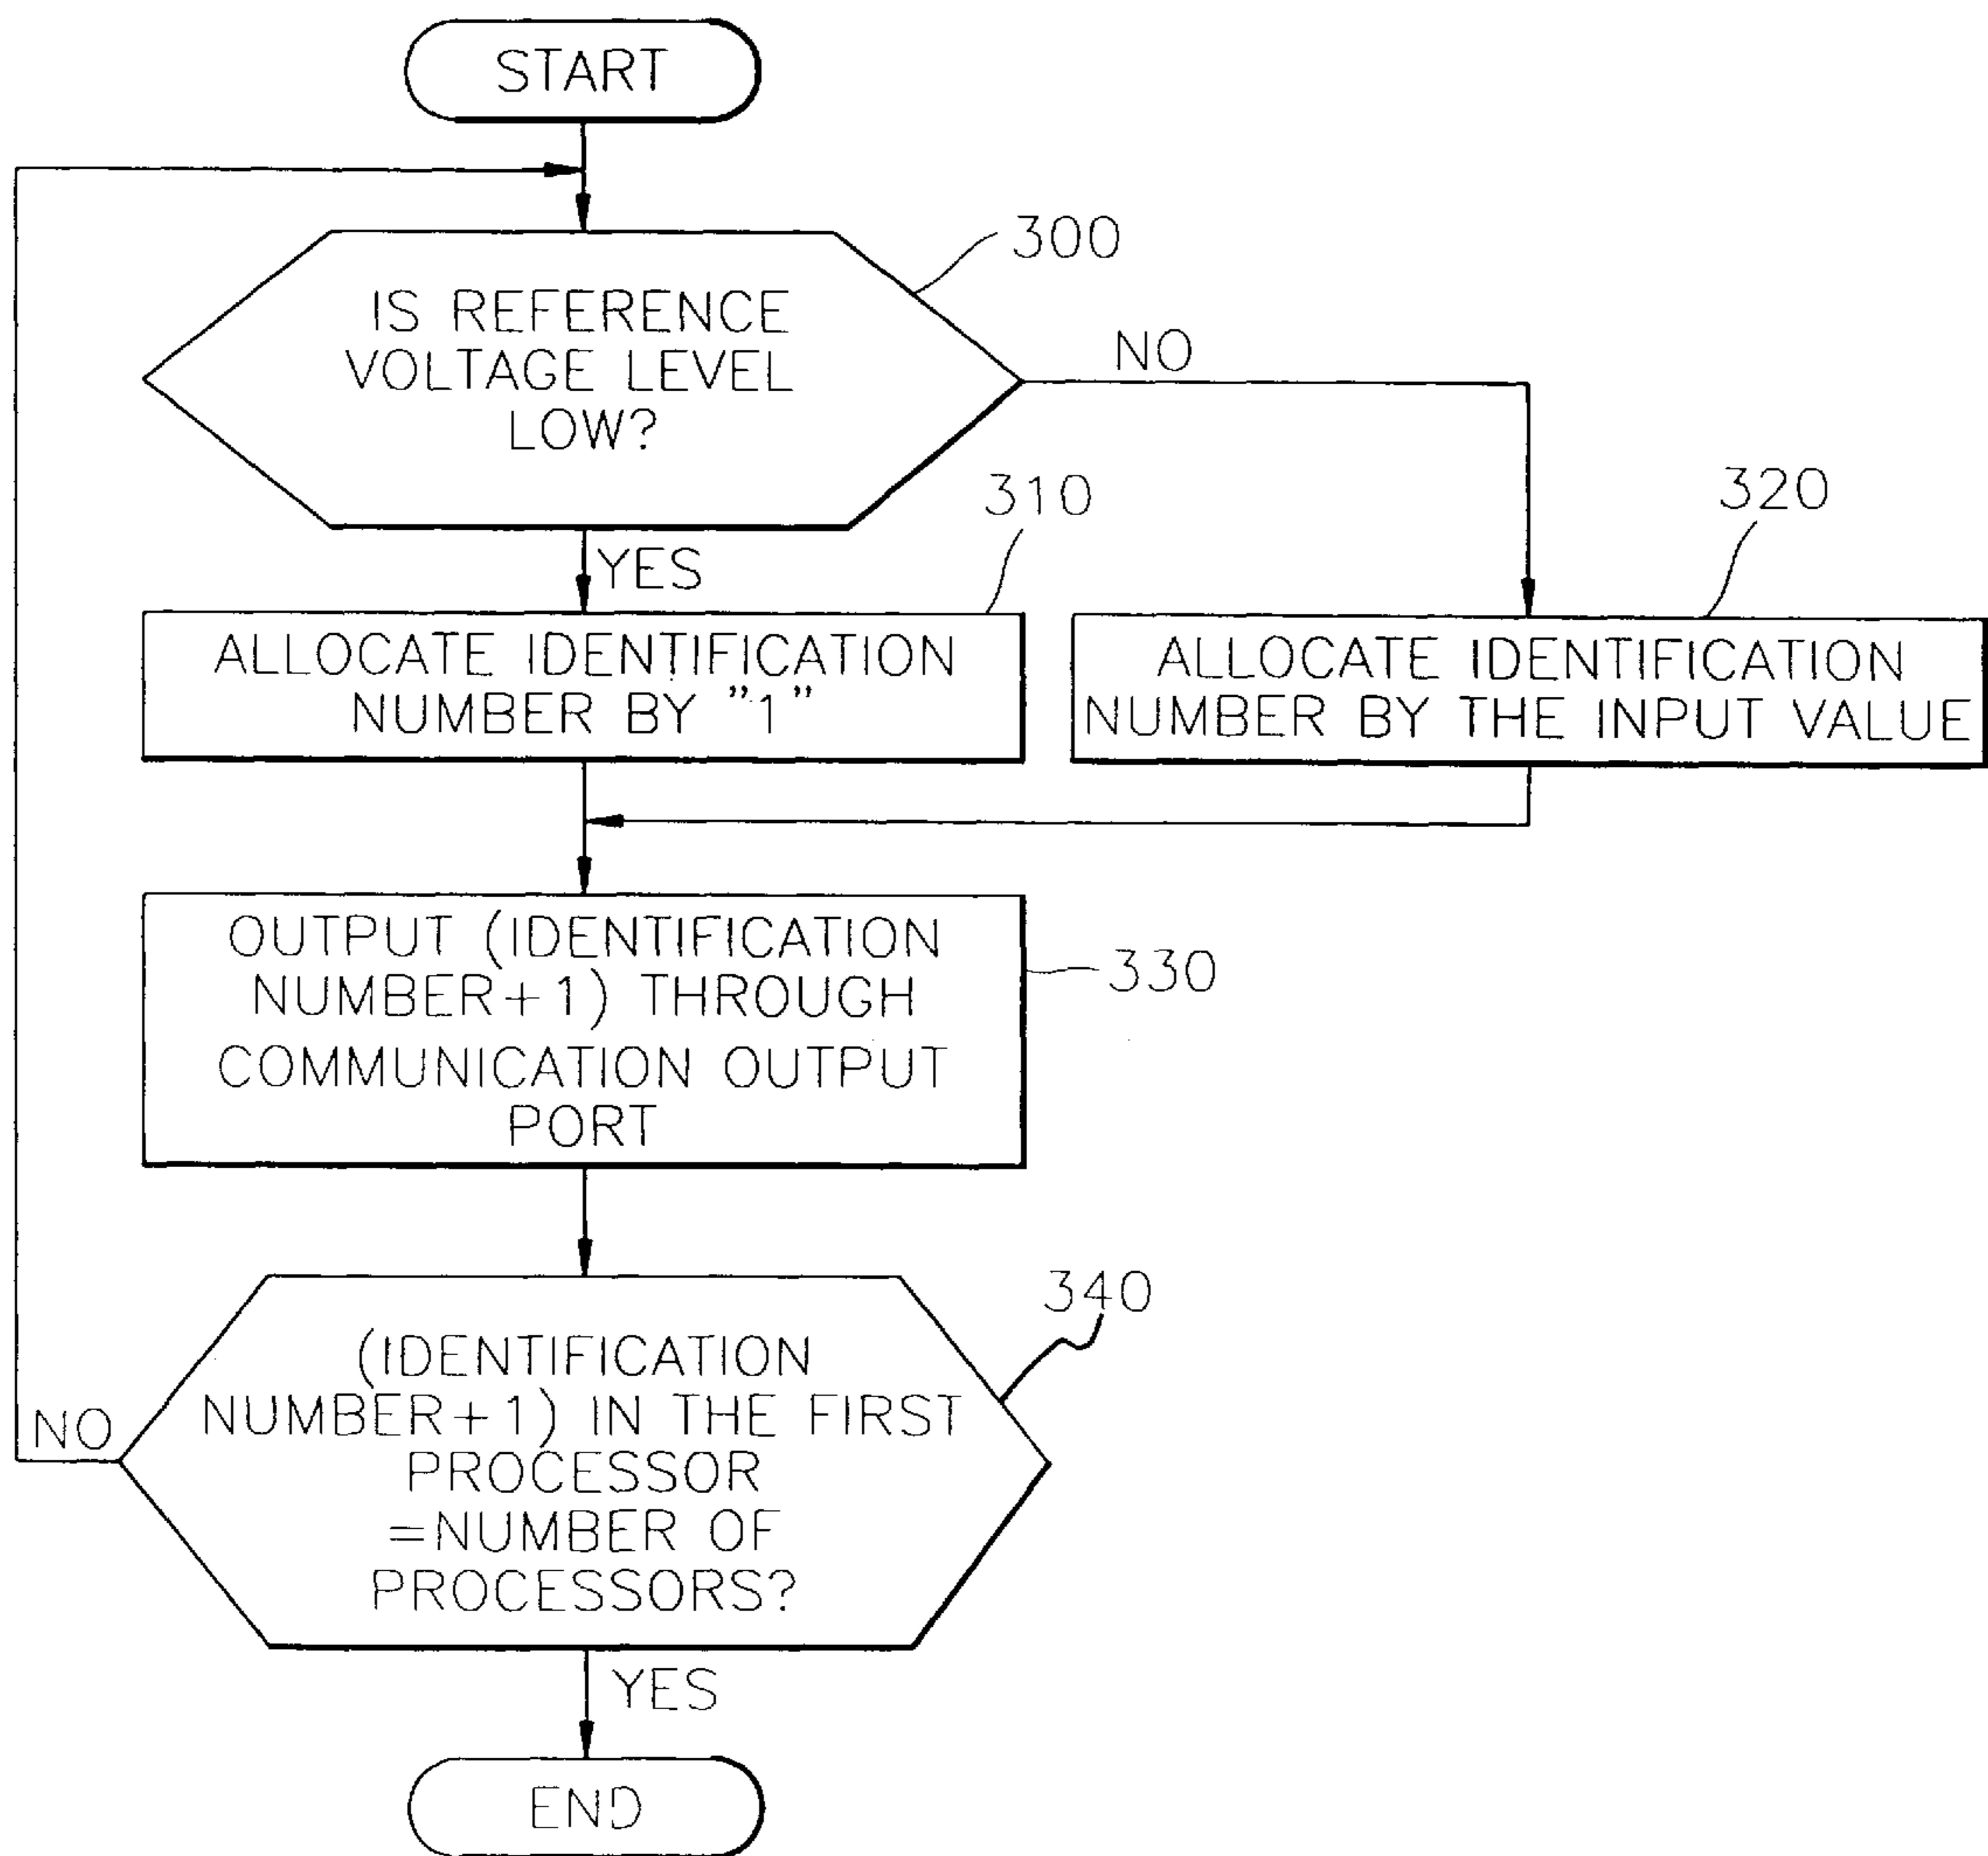 START
300
IS REFERENCE
VOLTAGE LEVEL
LOW?
NO
310
320
YES
ALLOCATE IDENTIFICATION
NUMBER BY "1"
ALLOCATE IDENTIFICATION
NUMBER BY THE INPUT VALUE
OUTPUT (IDENTIFICATION
NUMBER+1) THROUGH
COMMUNICATION OUTPUT
PORT
330
340
(IDENTIFICATION
NUMBER+1) IN THE FIRST
PROCESSOR
=NUMBER OF
PROCESSORS?
NO
YES
END